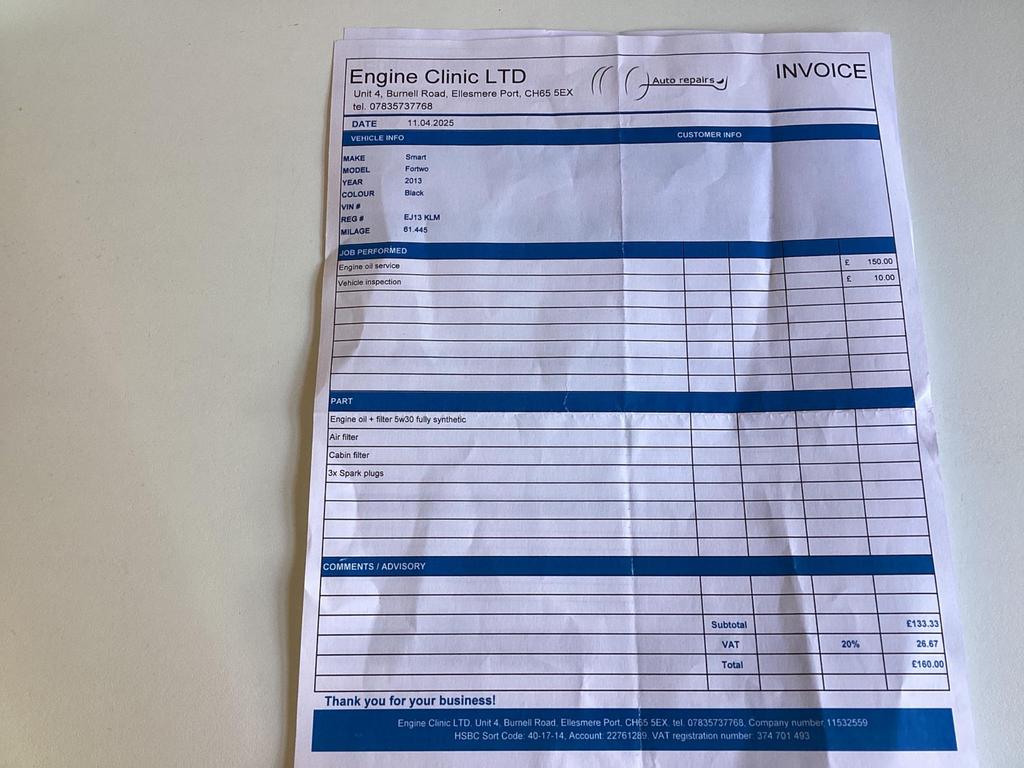 Engine Clinic LTD
Auto repairs
INVOICE
Unit 4, Burnell Road, Ellesmere Port, CH65 5EX
tel. 07835737768
DATE 11.04.2025
VEHICLE INFO CUSTOMER INFO
MAKE Smart
MODEL Fortwo
YEAR 2013
COLOUR Black
VIN #
REG # EJ13 KLM
MILAGE 61.445
JOB PERFORMED
Engine oil service £ 150.00
Vehicle inspection £ 10.00
PART
Engine oil + filter 5w30 fully synthetic
Air filter
Cabin filter
3x Spark plugs
COMMENTS / ADVISORY
Subtotal £133.33
VAT 20% 26.67
Total £160.00
Thank you for your business!
Engine Clinic LTD, Unit 4, Burnell Road, Ellesmere Port, CH65 5EX, tel. 07835737768, Company number 11532559
HSBC Sort Code: 40-17-14, Account: 22761289, VAT registration number: 374 701 493